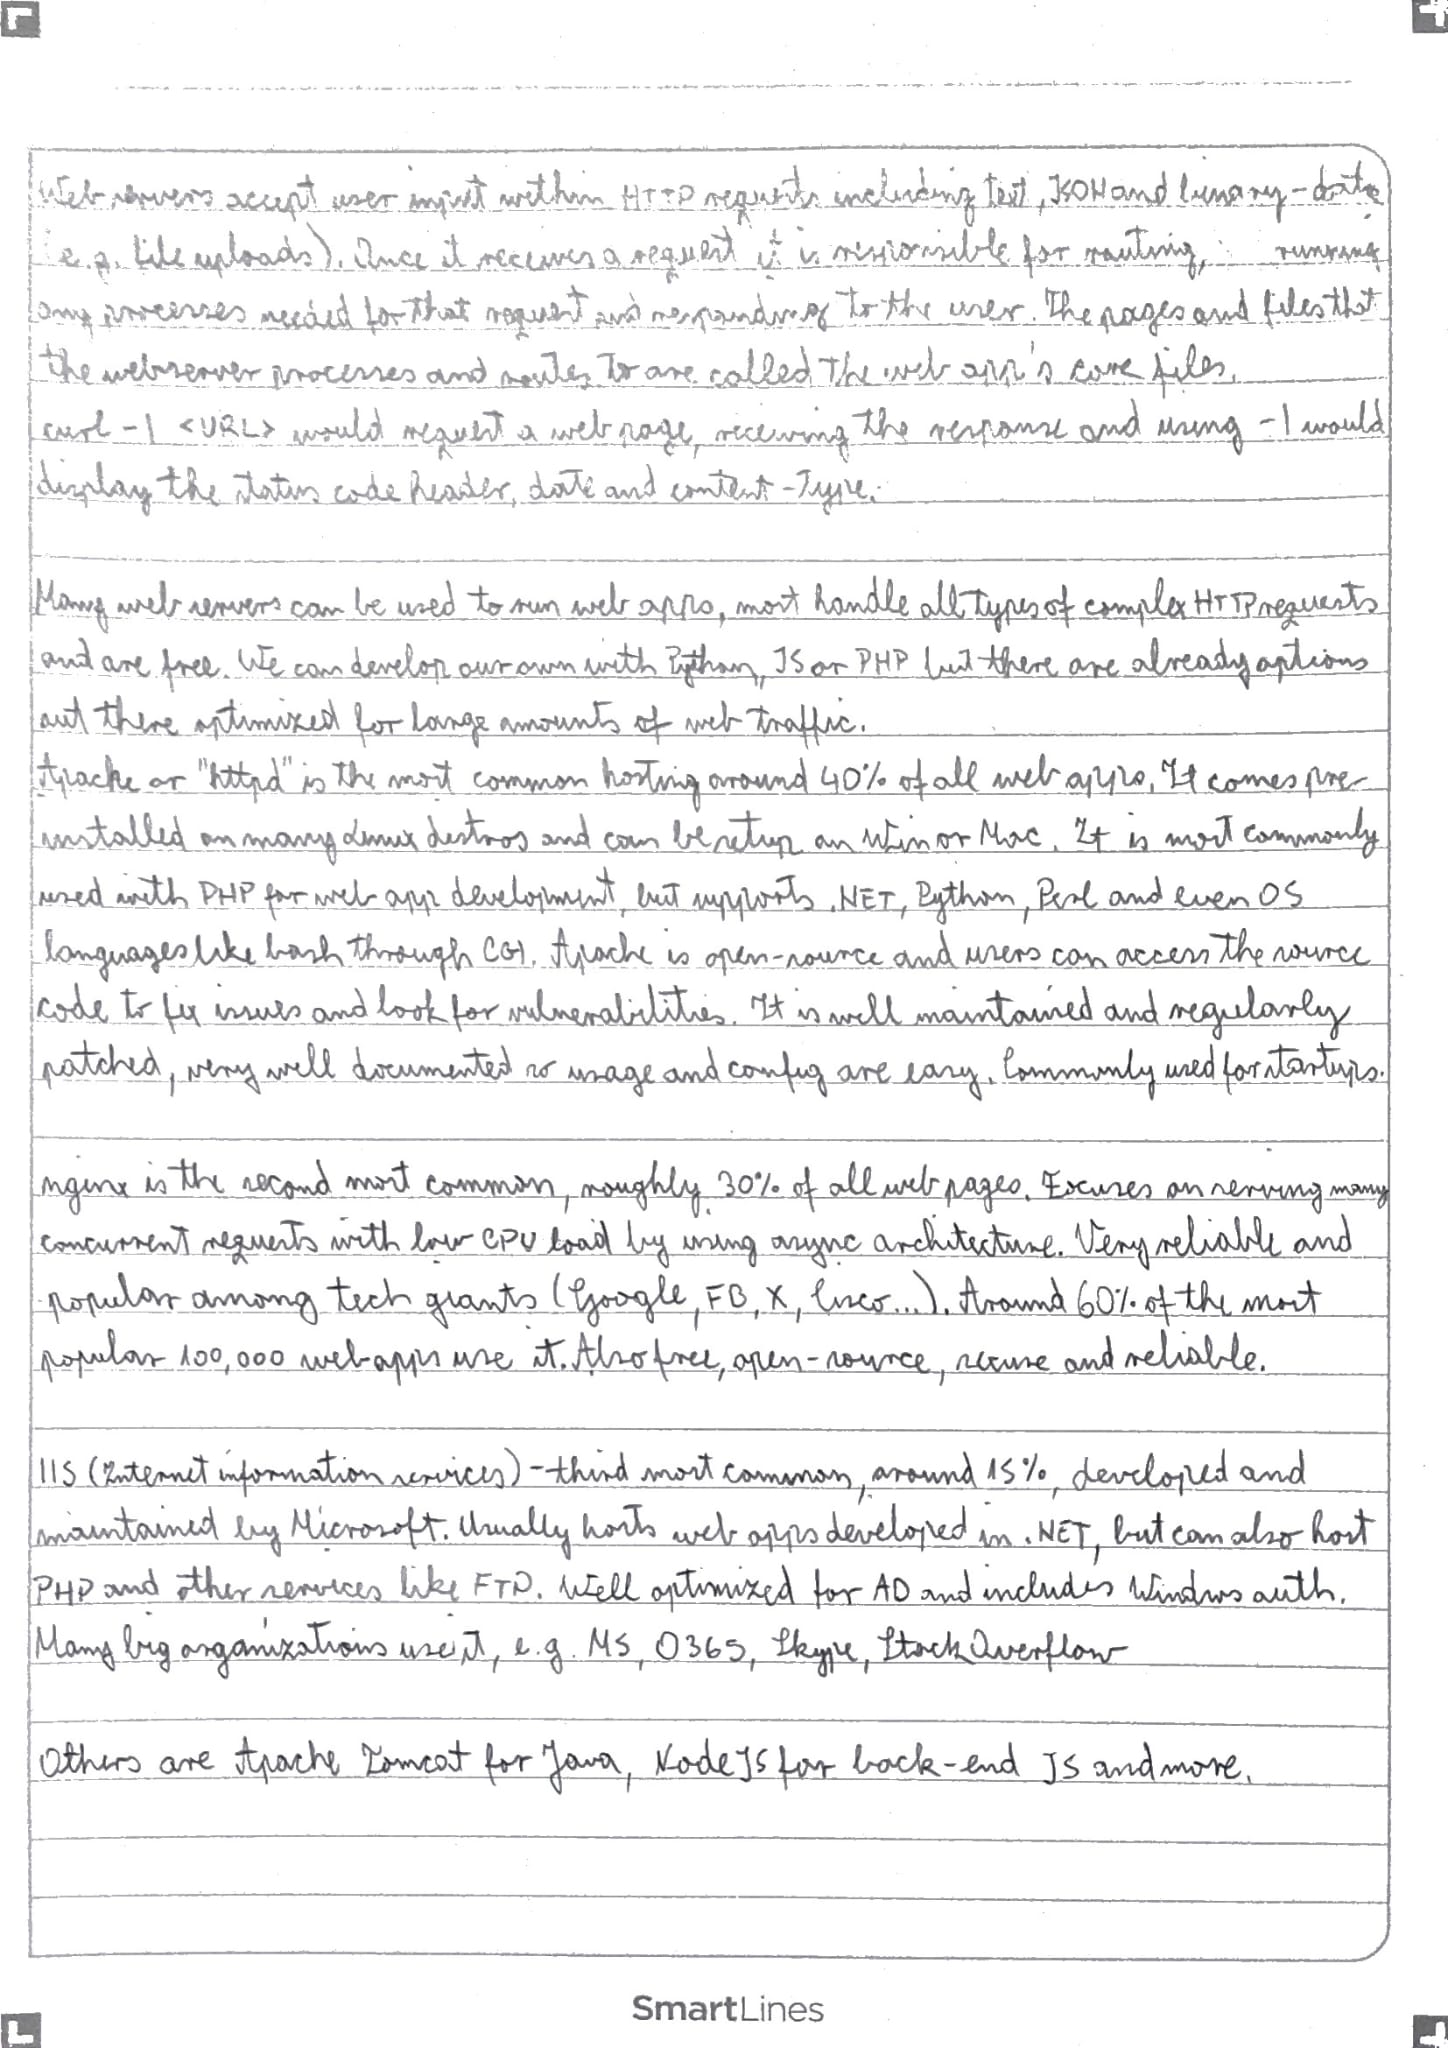 Web servers accept user input within HTTP requests including text, JSON and binary-data
(e.g. file uploads). Once it receives a request it is responsible for routing, running
any processes needed for that request and responding to the user. The pages and files that
the webserver processes and routes to are called the web app's core files.
curl -I <URL> would request a web page, receiving the response and using -I would
display the status code header, date and content-Type.
Many web servers can be used to run web apps, most handle all types of complex HTTP requests
and are free. We can develop our own with Python, JS or PHP but there are already options
out there optimized for large amounts of web traffic.
Apache or "httpd" is the most common hosting around 40% of all web apps. It comes pre-
installed on many Linux distros and can be setup on Win or Mac. It is most commonly
used with PHP for web app development, but supports .NET, Python, Perl and even OS
languages like bash through CGI. Apache is open-source and users can access the source
code to fix issues and look for vulnerabilities. It is well maintained and regularly
patched, very well documented so usage and config are easy. Commonly used for startups.
nginx is the second most common, roughly 30% of all web pages. Focuses on serving many
concurrent requests with low CPU load by using async architecture. Very reliable and
popular among tech giants (Google, FB, X, Cisco...). Around 60% of the most
popular 100,000 web apps use it. Also free, open-source, secure and reliable.
IIS (Internet information services) - third most common, around 15%, developed and
maintained by Microsoft. Usually hosts web apps developed in .NET, but can also host
PHP and other services like FTP. Well optimized for AD and includes Windws auth.
Many big organizations use it, e.g. MS, O365, Skype, Stack Overflow
Others are Apache Tomcat for Java, Node JS for back-end JS and more.
SmartLines